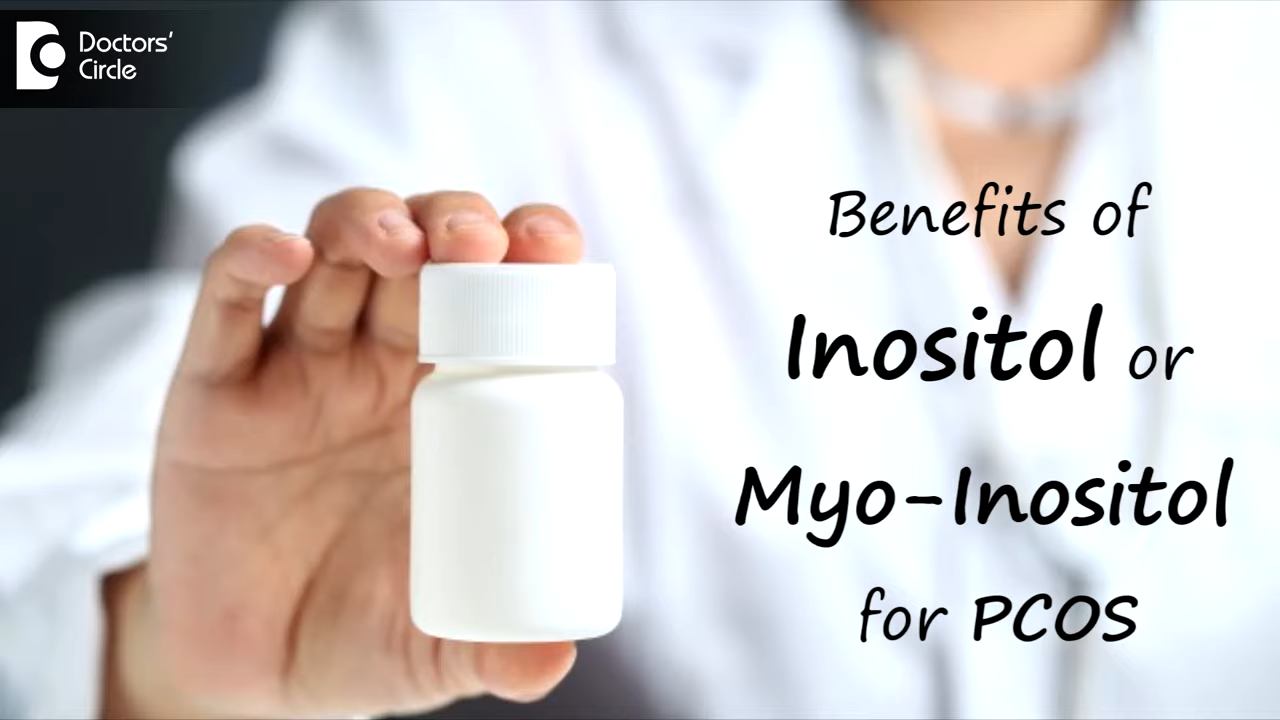 Doctors'
Circle
Benefits of
Inositol or
Myo-Inositol
for PCOS